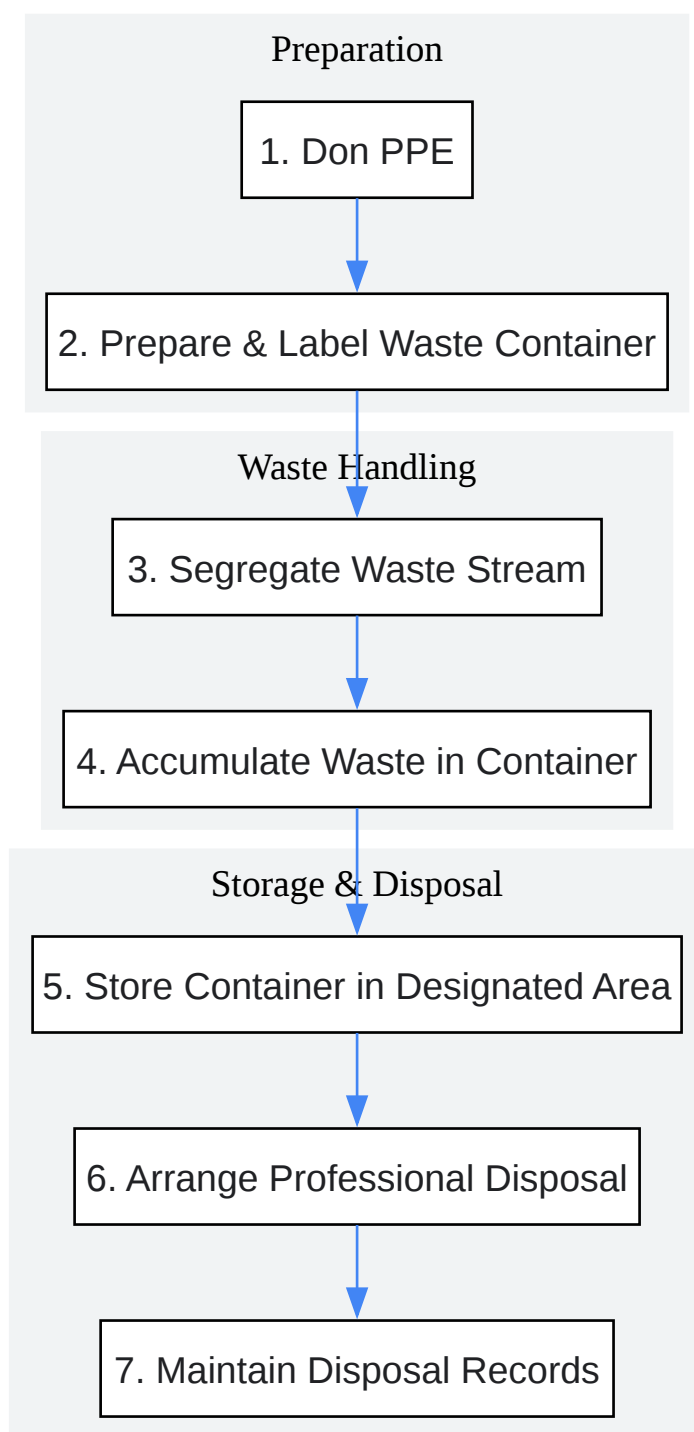 Preparation
1. Don PPE
2. Prepare & Label Waste Container
Waste Handling
3. Segregate Waste Stream
4. Accumulate Waste in Container
Storage & Disposal
5. Store Container in Designated Area
6. Arrange Professional Disposal
7. Maintain Disposal Records